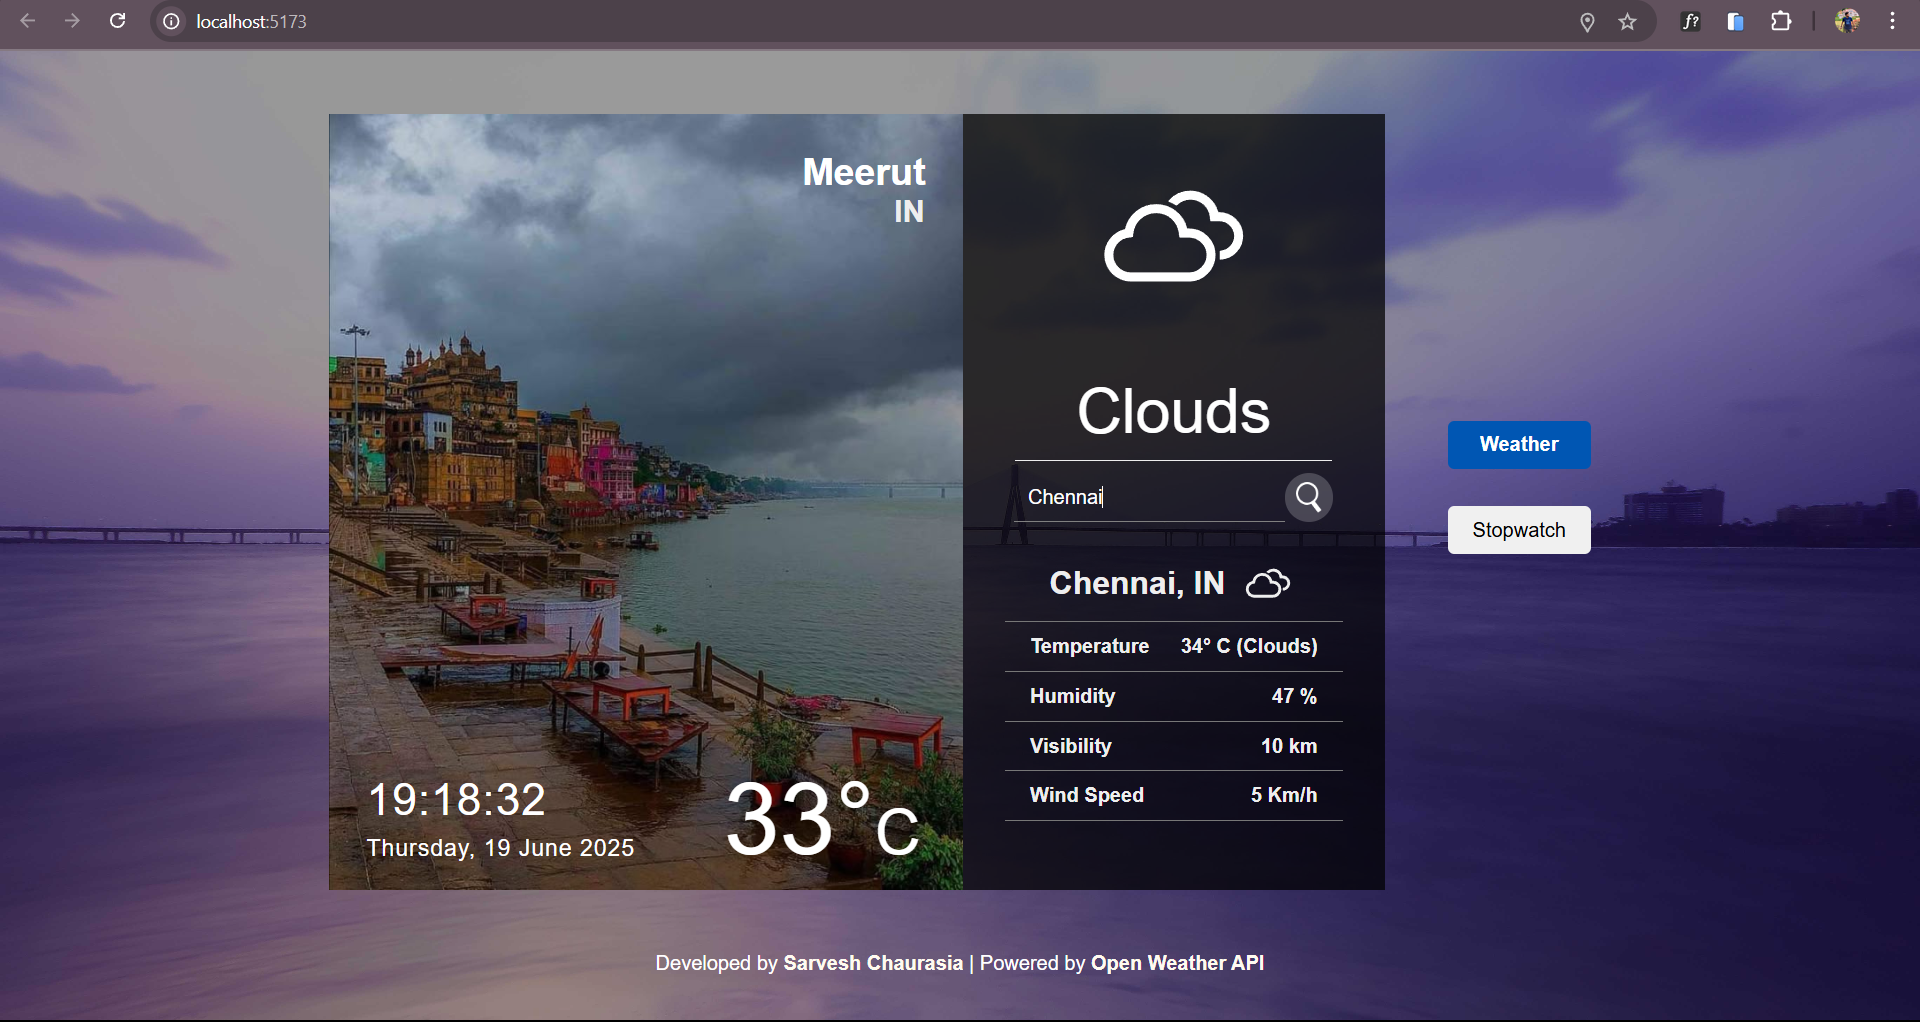 localhost:5173
f?
Meerut
IN
19:18:32
Thursday, 19 June 2025
33°c
Clouds
Chennai
Chennai, IN
Temperature 34° C (Clouds)
Humidity 47 %
Visibility 10 km
Wind Speed 5 Km/h
Weather
Stopwatch
Developed by Sarvesh Chaurasia | Powered by Open Weather API